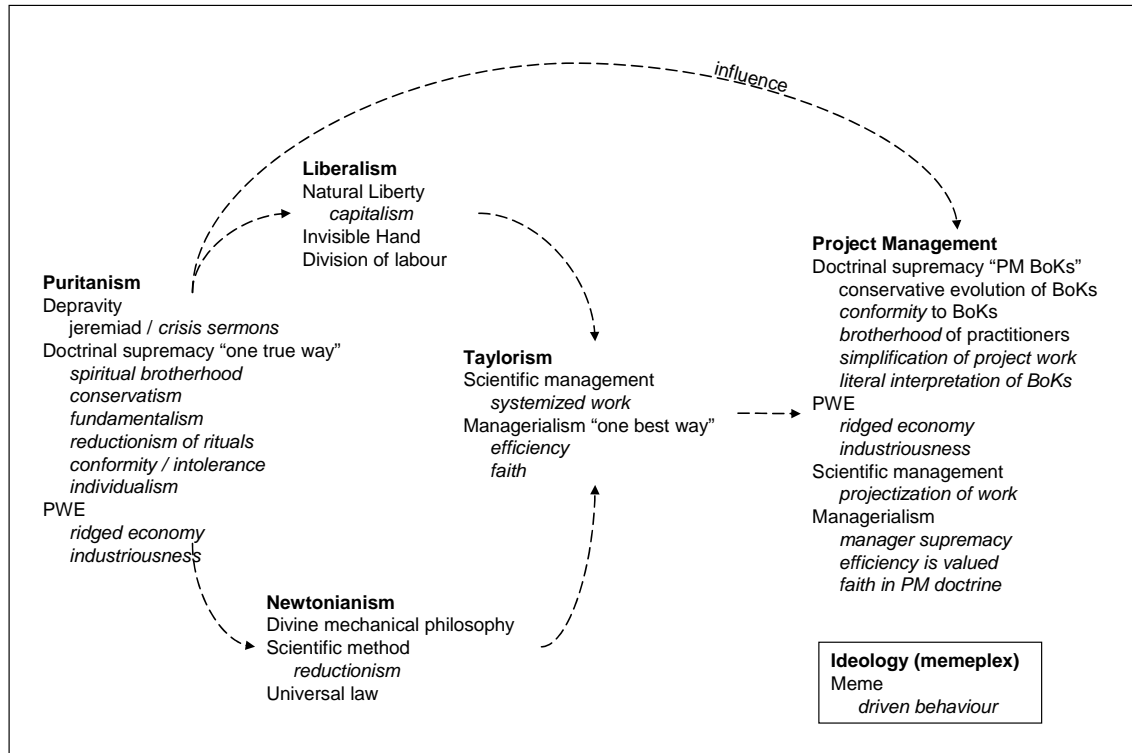 influence
Liberalism
Natural Liberty
capitalism
Invisible Hand
Division of labour
Puritanism
Depravity
jeremiad / crisis sermons
Doctrinal supremacy “one true way”
spiritual brotherhood
conservatism
fundamentalism
reductionism of rituals
conformity / intolerance
individualism
PWE
ridged economy
industriousness
Newtonianism
Divine mechanical philosophy
Scientific method
reductionism
Universal law
Taylorism
Scientific management
systemized work
Managerialism “one best way”
efficiency
faith
Project Management
Doctrinal supremacy “PM BoKs”
conservative evolution of BoKs
conformity to BoKs
brotherhood of practitioners
simplification of project work
literal interpretation of BoKs
PWE
ridged economy
industriousness
Scientific management
projectization of work
Managerialism
manager supremacy
efficiency is valued
faith in PM doctrine
Ideology (memeplex)
Meme
driven behaviour